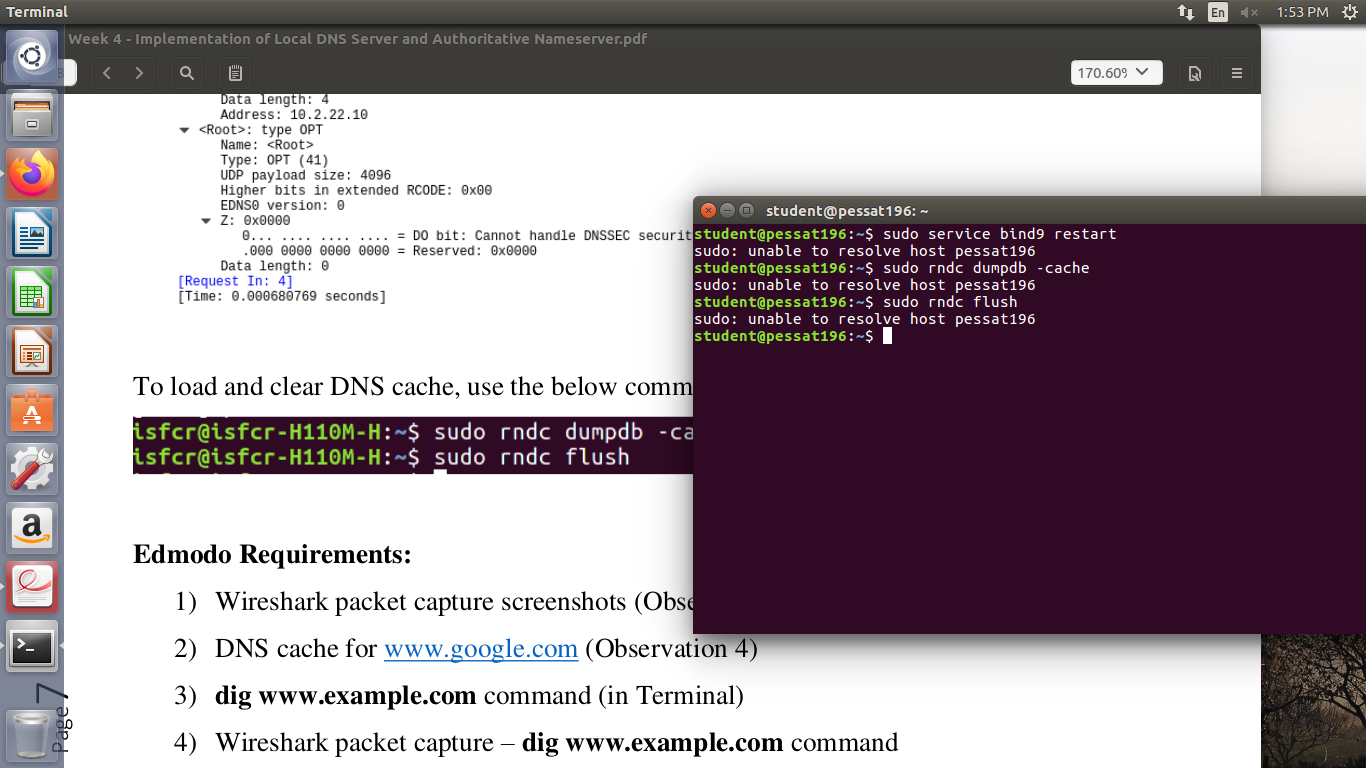 Terminal
En
1:53 PM
Week 4 - Implementation of Local DNS Server and Authoritative Nameserver.pdf
170.60%
Data length: 4
Address: 10.2.22.10
<Root>: type OPT
Name: <Root>
Type: OPT (41)
UDP payload size: 4096
Higher bits in extended RCODE: 0x00
EDNS0 version: 0
Z: 0x0000
0... .... .... .... = DO bit: Cannot handle DNSSEC securit
.000 0000 0000 0000 = Reserved: 0x0000
Data length: 0
[Request In: 4]
[Time: 0.000680769 seconds]
To load and clear DNS cache, use the below comm
isfcr@isfcr-H110M-H:~$ sudo rndc dumpdb -ca
isfcr@isfcr-H110M-H:~$ sudo rndc flush
Edmodo Requirements:
1) Wireshark packet capture screenshots (Obse
2) DNS cache for www.google.com (Observation 4)
3) dig www.example.com command (in Terminal)
4) Wireshark packet capture – dig www.example.com command
Page 7
student@pessat196: ~
student@pessat196:~$ sudo service bind9 restart
sudo: unable to resolve host pessat196
student@pessat196:~$ sudo rndc dumpdb -cache
sudo: unable to resolve host pessat196
student@pessat196:~$ sudo rndc flush
sudo: unable to resolve host pessat196
student@pessat196:~$